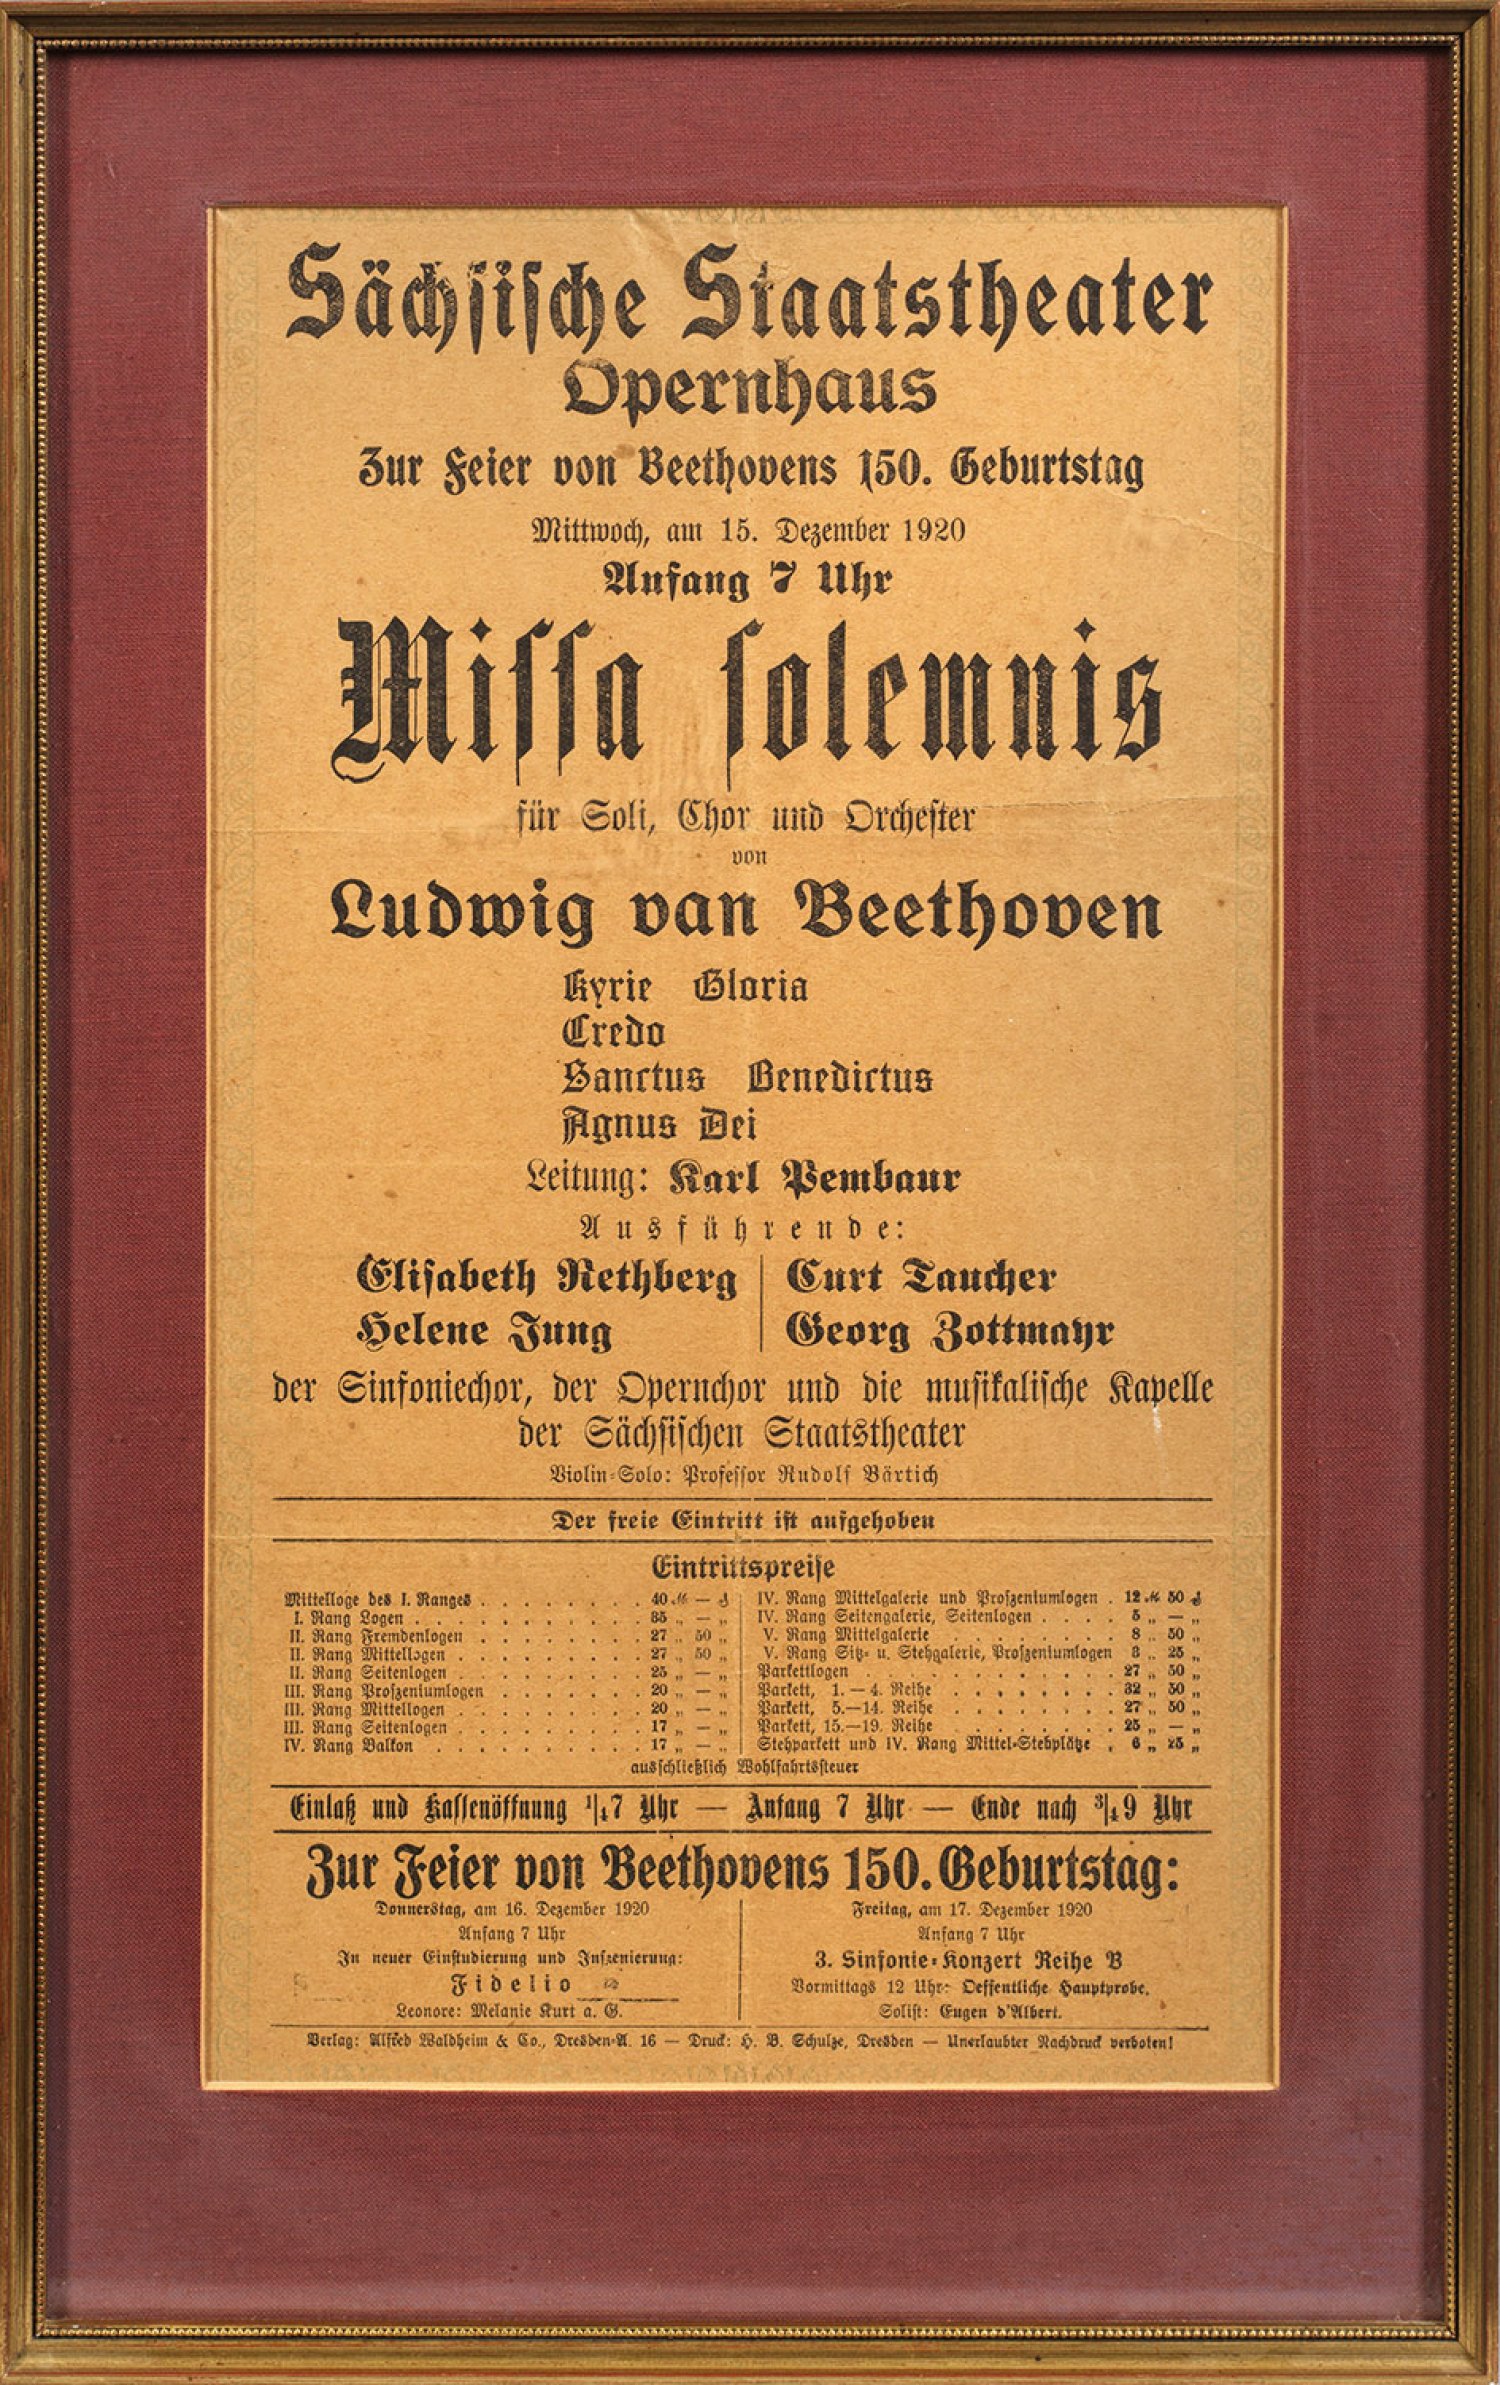 Sächsische Staatstheater
Opernhaus
Zur Feier von Beethovens 150. Geburtstag
Mittwoch, am 15. Dezember 1920
Anfang 7 Uhr
Missa solemnis
für Soli, Chor und Orchester
von
Ludwig van Beethoven
Kyrie Gloria
Credo
Sanctus Benedictus
Agnus Dei
Leitung: Karl Pembaur
Ausführende:
Elisabeth Rethberg | Curt Taucher
Helene Jung | Georg Zottmayr
der Sinfoniechor, der Opernchor und die musikalische Kapelle
der Sächsischen Staatstheater
Violin-Solo: Professor Rudolf Bärtich
Der freie Eintritt ist aufgehoben
Eintrittspreise
Mittelloge des I. Ranges . . . . . . . . 40 ℳ — ₰
I. Rang Logen . . . . . . . . . . . 35 „ — „
II. Rang Fremdenlogen . . . . . . . . 27 „ 50 „
II. Rang Mittellogen . . . . . . . . . 27 „ 50 „
II. Rang Seitenlogen . . . . . . . . . 25 „ — „
III. Rang Proszeniumlogen . . . . . . . 20 „ — „
III. Rang Mittellogen . . . . . . . . . 20 „ — „
III. Rang Seitenlogen . . . . . . . . . 17 „ — „
IV. Rang Balkon . . . . . . . . . . 17 „ — „
IV. Rang Mittelgalerie und Proszeniumlogen . 12 ℳ 50 ₰
IV. Rang Seitengalerie, Seitenlogen . . . . 5 „ — „
V. Rang Mittelgalerie . . . . . . . . 8 „ 50 „
V. Rang Sitz- u. Stehgalerie, Proszeniumlogen 3 „ 25 „
Parkettlogen . . . . . . . . . . . . 27 „ 50 „
Parkett, 1.—4. Reihe . . . . . . . . 32 „ 50 „
Parkett, 5.—14. Reihe . . . . . . . . 27 „ 50 „
Parkett, 15.—19. Reihe . . . . . . . . 25 „ — „
Stehparkett und IV. Rang Mittel-Stehplätze . 6 „ 25 „
ausschließlich Wohlfahrtssteuer
Einlaß und Kassenöffnung 1/4 7 Uhr — Anfang 7 Uhr — Ende nach 3/4 9 Uhr
Zur Feier von Beethovens 150. Geburtstag:
Donnerstag, am 16. Dezember 1920
Anfang 7 Uhr
In neuer Einstudierung und Inszenierung:
Fidelio
Leonore: Melanie Kurt a. G.
Freitag, am 17. Dezember 1920
Anfang 7 Uhr
3. Sinfonie-Konzert Reihe B
Vormittags 12 Uhr: Oeffentliche Hauptprobe.
Solist: Eugen d'Albert.
Verlag: Alfred Waldheim & Co., Dresden-A. 16 — Druck: H. B. Schulze, Dresden — Unerlaubter Nachdruck verboten!